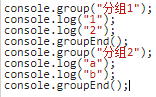 console.group("分组1");
console.log("1");
console.log("2");
console.groupEnd();
console.group("分组2");
console.log("a");
console.log("b");
console.groupEnd();